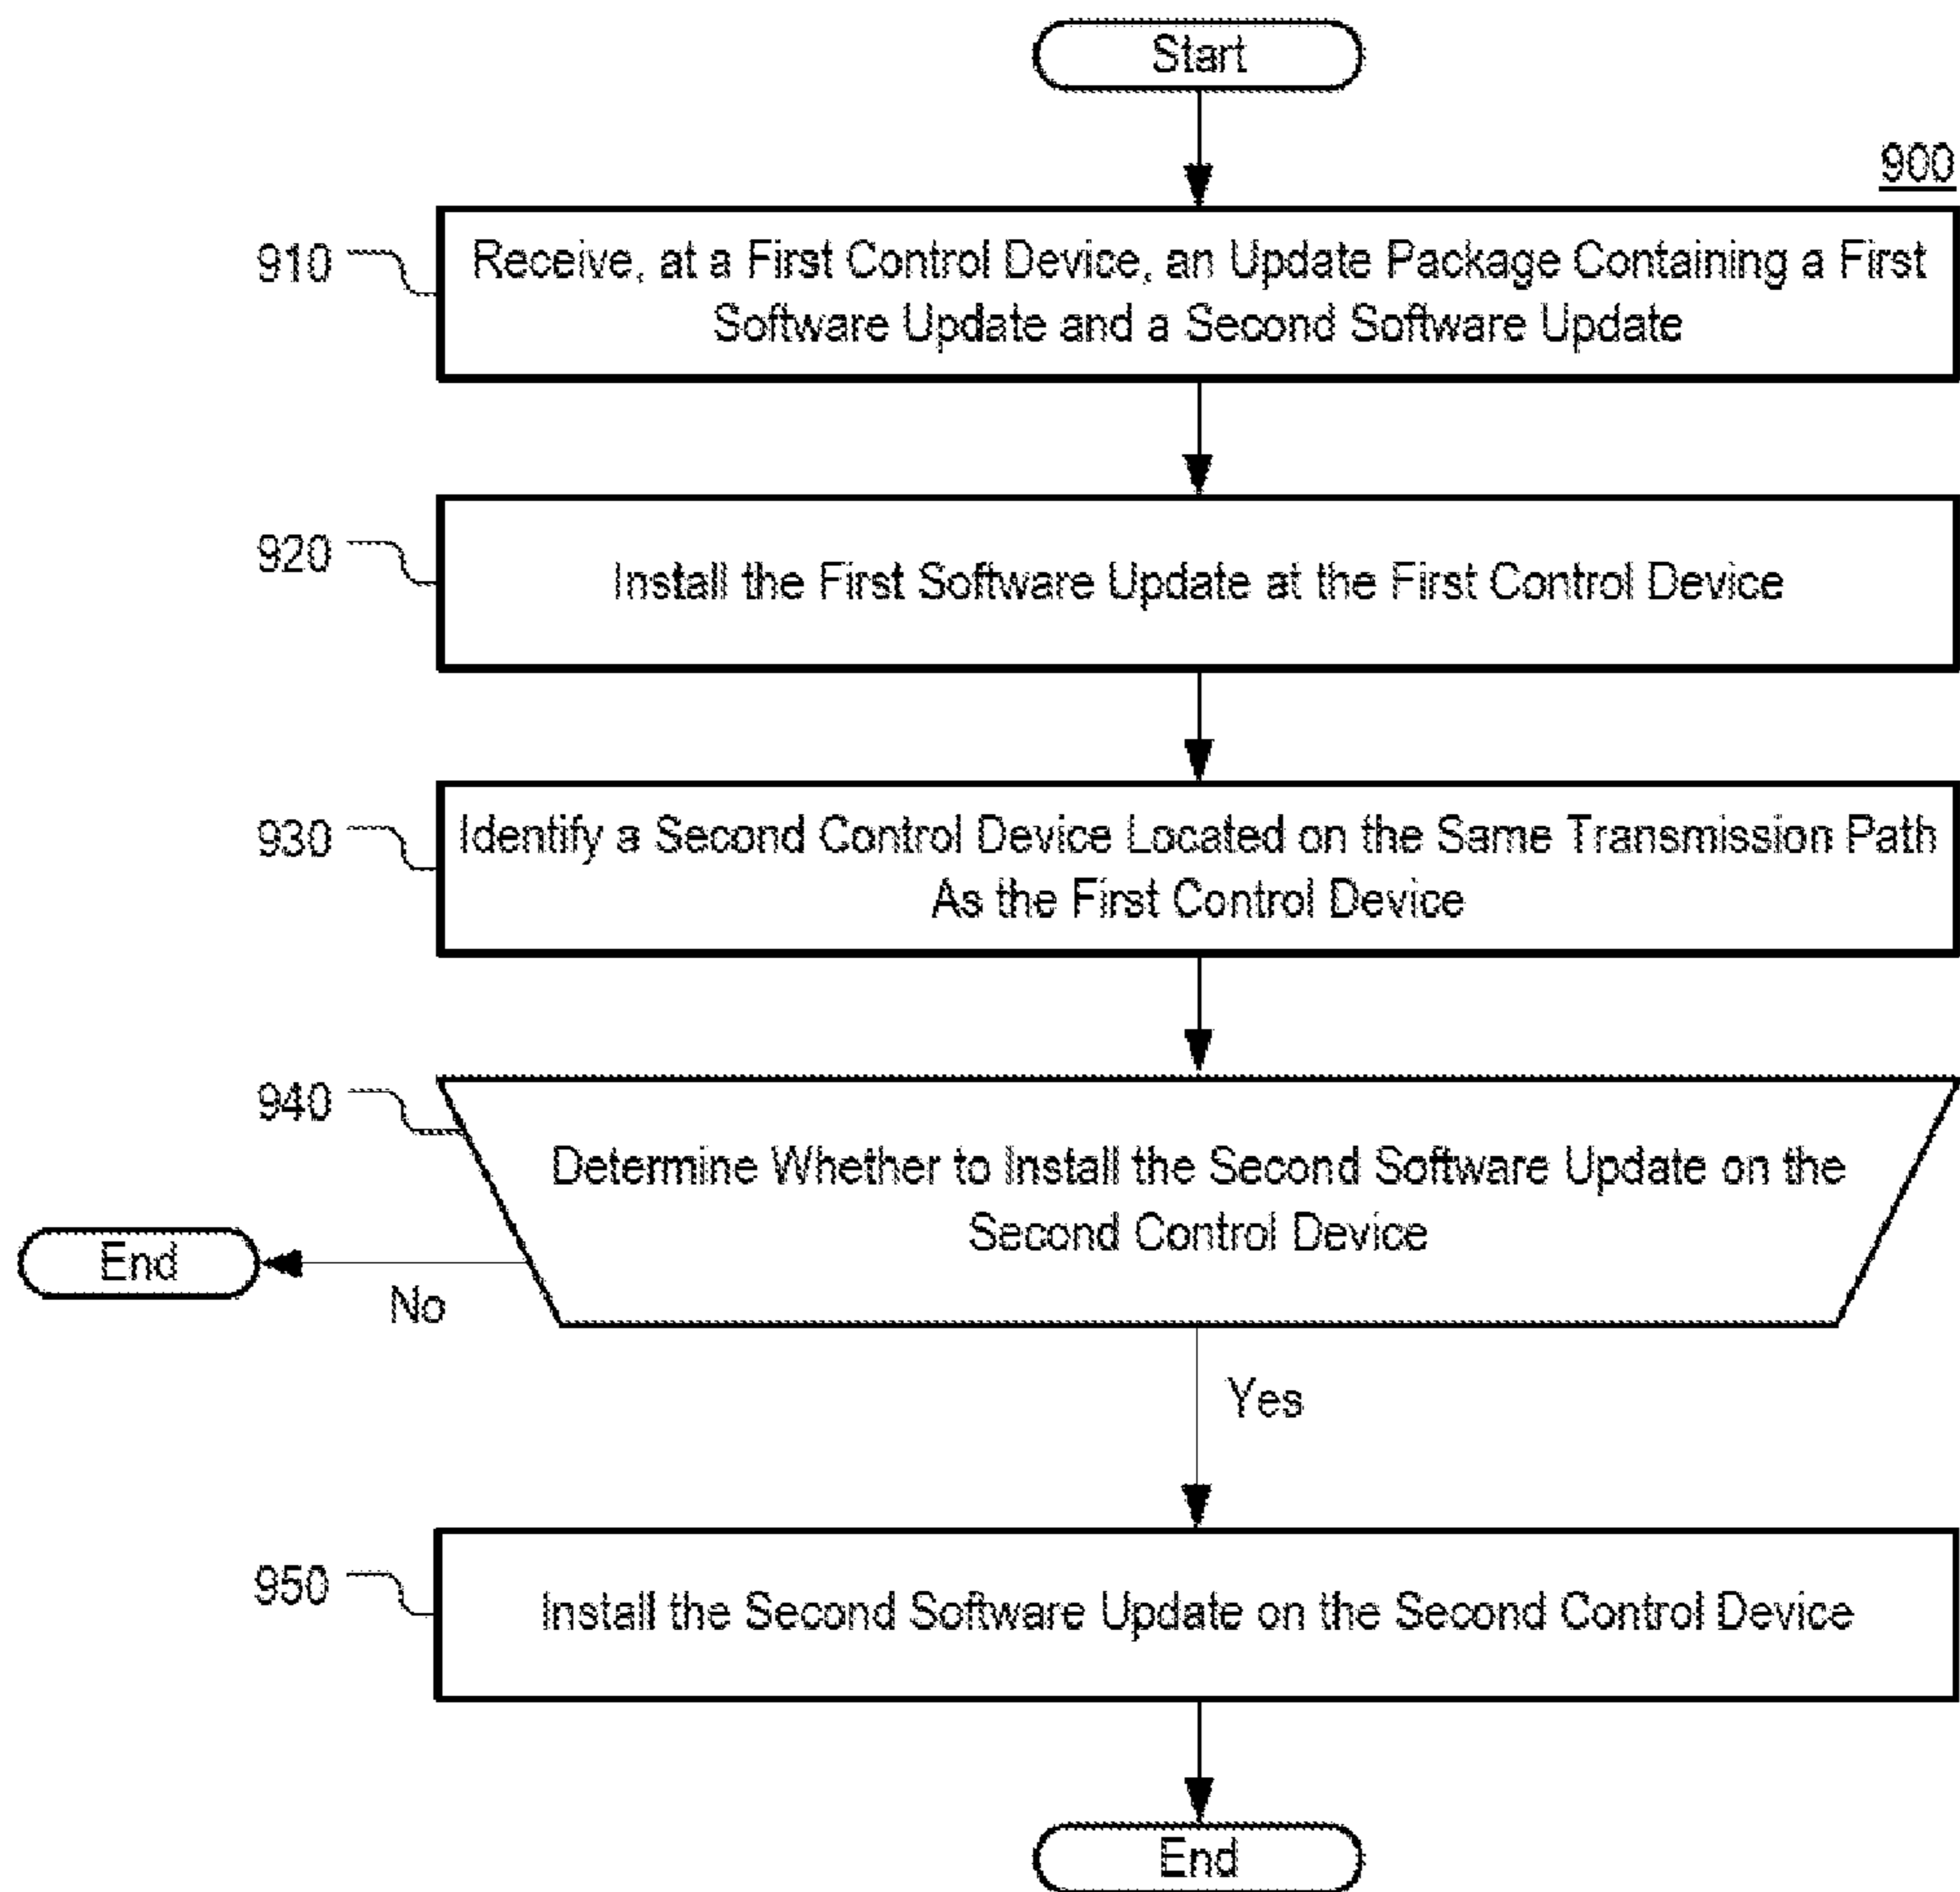 Start
900
910
Receive, at a First Control Device, an Update Package Containing a First
Software Update and a Second Software Update
920
Install the First Software Update at the First Control Device
930
Identify a Second Control Device Located on the Same Transmission Path
As the First Control Device
940
Determine Whether to Install the Second Software Update on the
Second Control Device
End
No
Yes
950
Install the Second Software Update on the Second Control Device
End